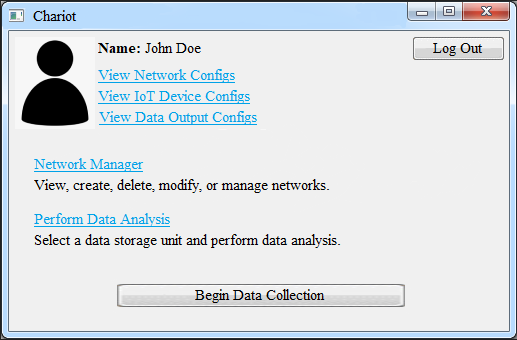 Chariot
Name: John Doe
Log Out
View Network Configs
View IoT Device Configs
View Data Output Configs
Network Manager
View, create, delete, modify, or manage networks.
Perform Data Analysis
Select a data storage unit and perform data analysis.
Begin Data Collection